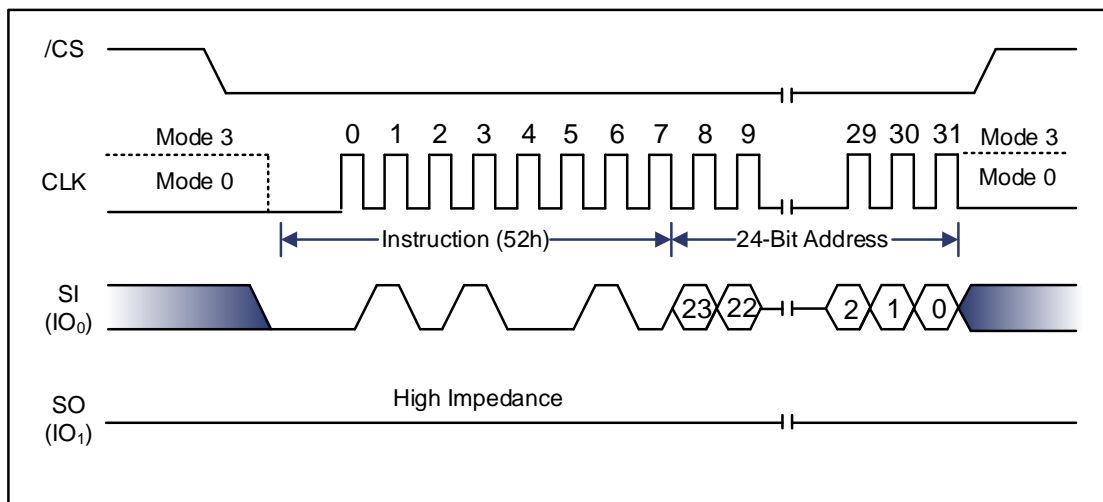 /CS
Mode 3 0 1 2 3 4 5 6 7 8 9 29 30 31 Mode 3
CLK Mode 0 Mode 0
Instruction (52h) 24-Bit Address
SI
(IO₀)
23 22 2 1 0
High Impedance
SO
(IO₁)